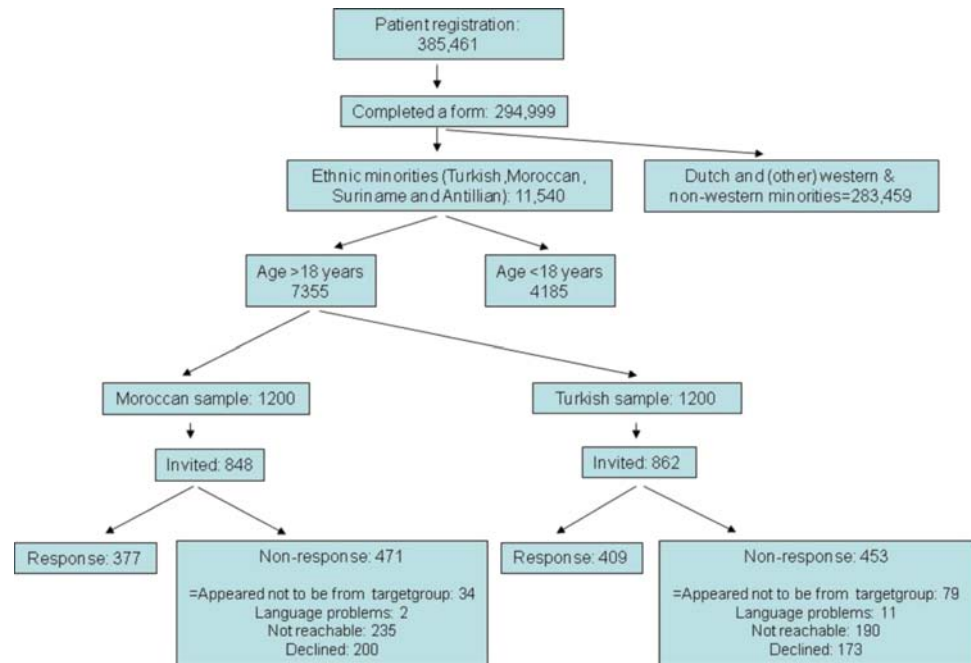 Patient registration:
385,461
Completed a form: 294,999
Ethnic minorities (Turkish,Moroccan,
Suriname and Antillian): 11,540
Dutch and (other) western &
non-western minorities=283,459
Age >18 years
7355
Age <18 years
4185
Moroccan sample: 1200
Turkish sample: 1200
Invited: 848
Invited: 862
Response: 377
Non-response: 471
=Appeared not to be from targetgroup: 34
Language problems: 2
Not reachable: 235
Declined: 200
Response: 409
Non-response: 453
=Appeared not to be from targetgroup: 79
Language problems: 11
Not reachable: 190
Declined: 173